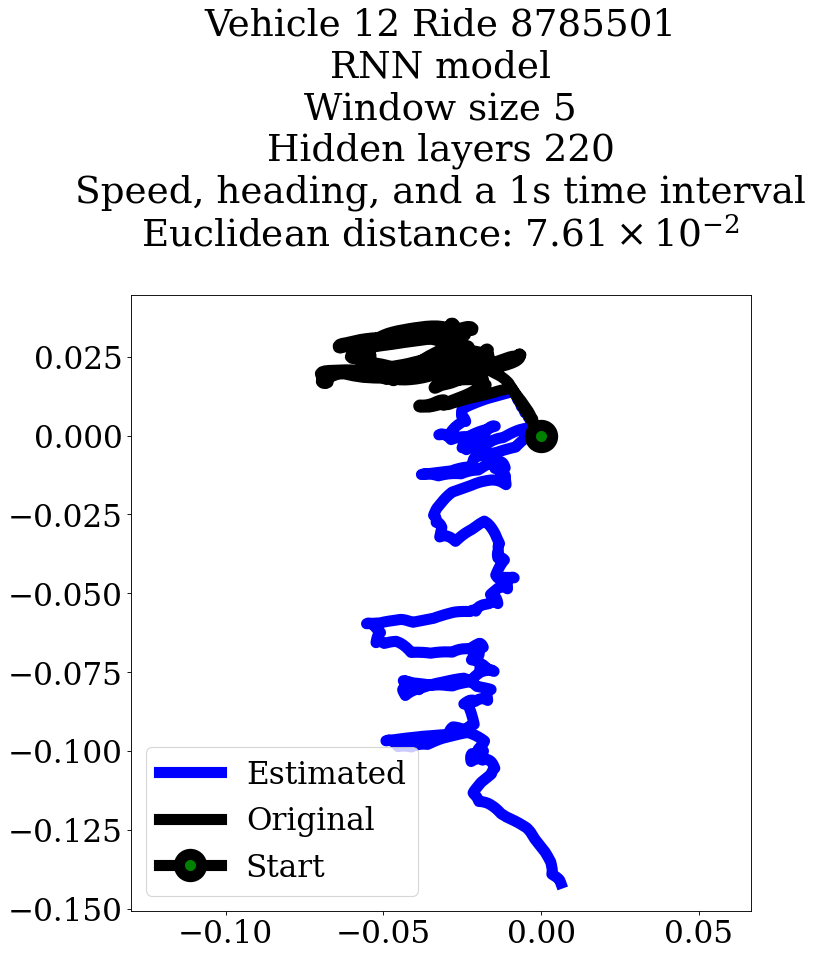 Vehicle 12 Ride 8785501
RNN model
Window size 5
Hidden layers 220
Speed, heading, and a 1s time interval
Euclidean distance: 7.61 × 10⁻²
0.025
0.000
−0.025
−0.050
−0.075
−0.100
−0.125
−0.150
Estimated
Original
Start
−0.10
−0.05
0.00
0.05